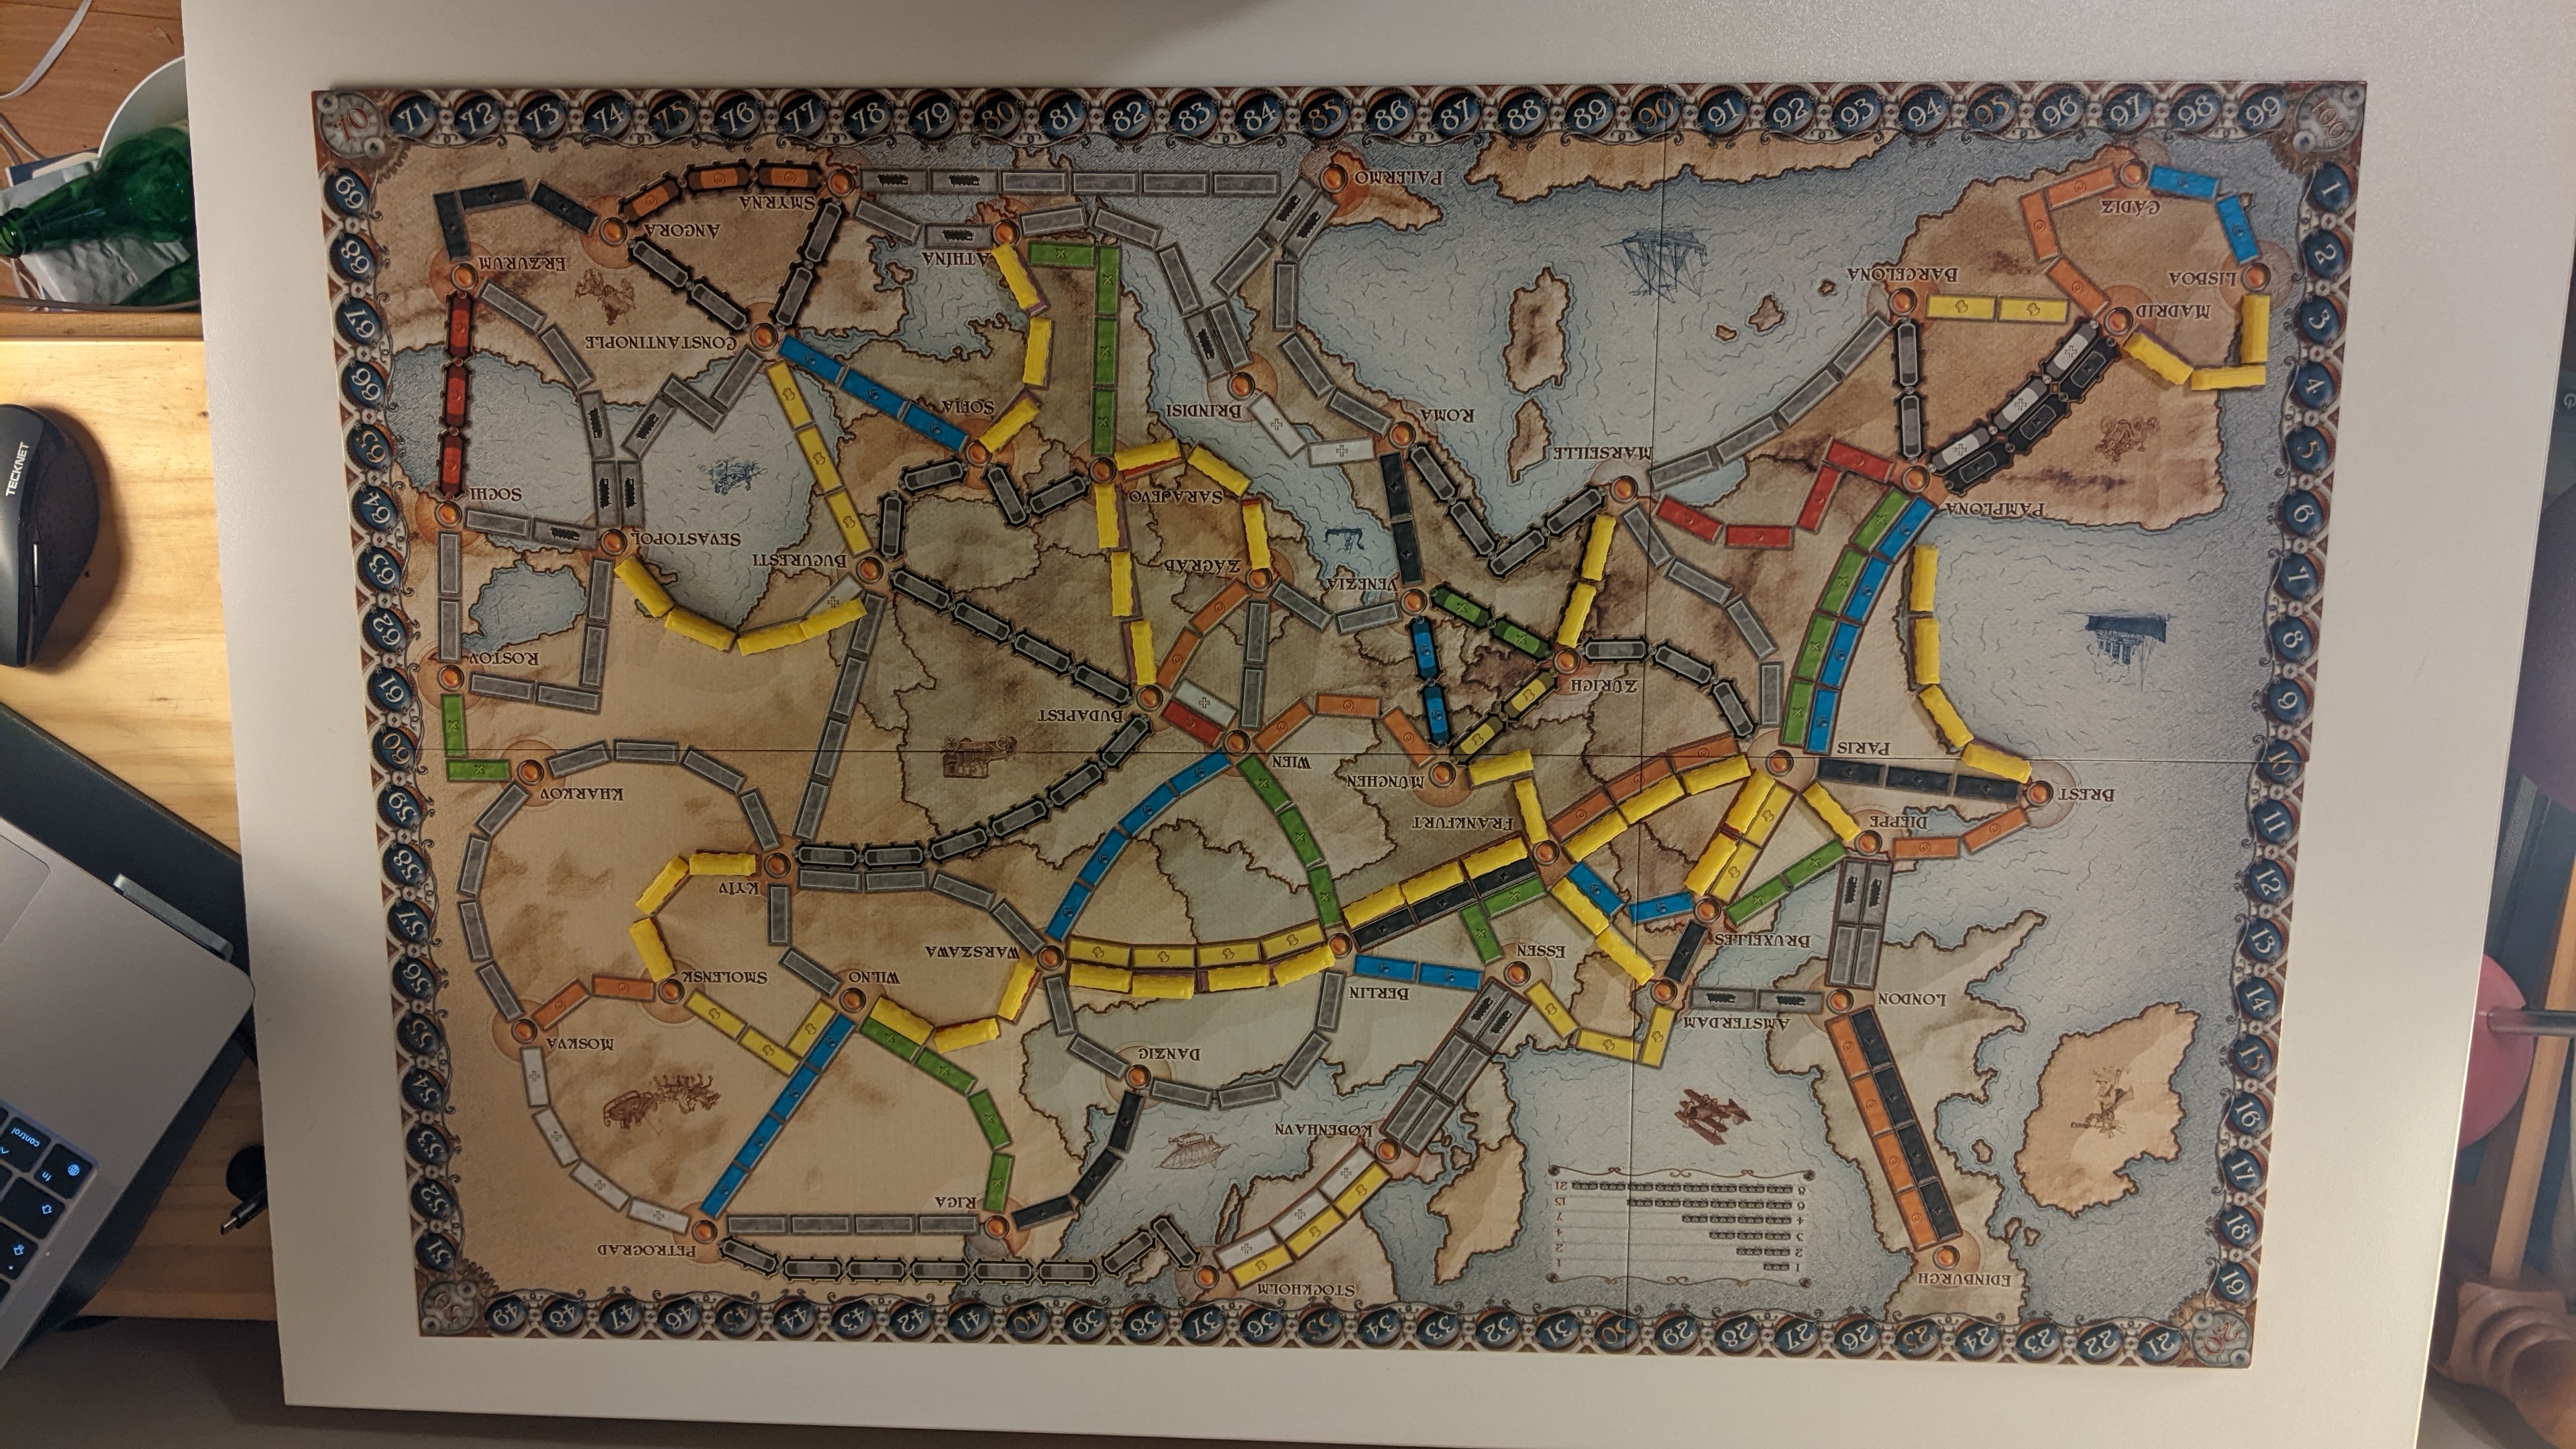 EDINBURGH
LONDON
AMSTERDAM
ESSEN
KØBENHAVN
STOCKHOLM
PETROGRAD
RIGA
DANZIG
BERLIN
BRUXELLES
DIEPPE
BREST
PARIS
FRANKFURT
MÜNCHEN
WIEN
WARSZAWA
WILNO
SMOLENSK
MOSKVA
KYIV
KHARKOV
ROSTOV
BUDAPEST
ZÜRICH
VENEZIA
ZAGRAB
PAMPLONA
MARSEILLE
ROMA
SARAJEVO
BUCURESTI
SEVASTOPOL
SOCHI
MADRID
LISBOA
CÁDIZ
BARCELONA
BRINDISI
PALERMO
SOFIA
ATHÍNA
SMYRNA
CONSTANTINOPLE
ANGORA
ERZURUM
1 2 3 4 5 6 7 8 9 10 11 12 13 14 15 16 17 18 19 20
21 22 23 24 25 26 27 28 29 30 31 32 33 34 35 36 37 38 39 40 41 42 43 44 45 46 47 48 49
51 52 53 54 55 56 57 58 59 60 61 62 63 64 65 66 67 68 69 70
71 72 73 74 75 76 77 78 79 80 81 82 83 84 85 86 87 88 89 90 91 92 93 94 95 96 97 98 99 100
1 1
2 2
3 4
4 7
6 15
8 21
TECKNET
control
fn